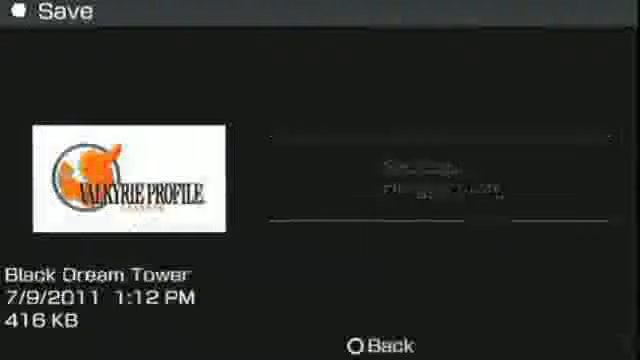 Save
VALKYRIE PROFILE
Black Dream Tower
7/9/2011 1:12 PM
416 KB
Back